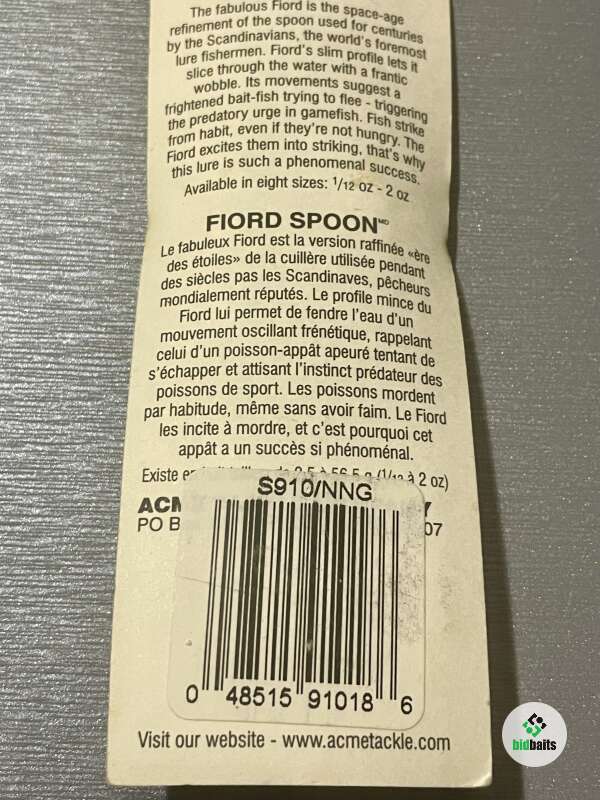 The fabulous Fiord is the space-age
refinement of the spoon used for centuries
by the Scandinavians, the world's foremost
lure fishermen. Fiord's slim profile lets it
slice through the water with a frantic
wobble. Its movements suggest a
frightened bait-fish trying to flee - triggering
the predatory urge in gamefish. Fish strike
from habit, even if they're not hungry. The
Fiord excites them into striking, that's why
this lure is such a phenomenal success.
Available in eight sizes: 1/12 oz - 2 oz
FIORD SPOON MD
Le fabuleux Fiord est la version raffinée «ère
des étoiles» de la cuillère utilisée pendant
des siècles pas les Scandinaves, pêcheurs
mondialement réputés. Le profile mince du
Fiord lui permet de fendre l'eau d'un
mouvement oscillant frénétique, rappelant
celui d'un poisson-appât apeuré tentant de
s'échapper et attisant l'instinct prédateur des
poissons de sport. Les poissons mordent
par habitude, même sans avoir faim. Le Fiord
les incite à mordre, et c'est pourquoi cet
appât a un succès si phénoménal.
Existe 2,5 à 56,5 g (1/12 à 2 oz)
S910/NNG
ACM
PO B 07
0 48515 91018 6
Visit our website - www.acmetackle.com
bidbaits